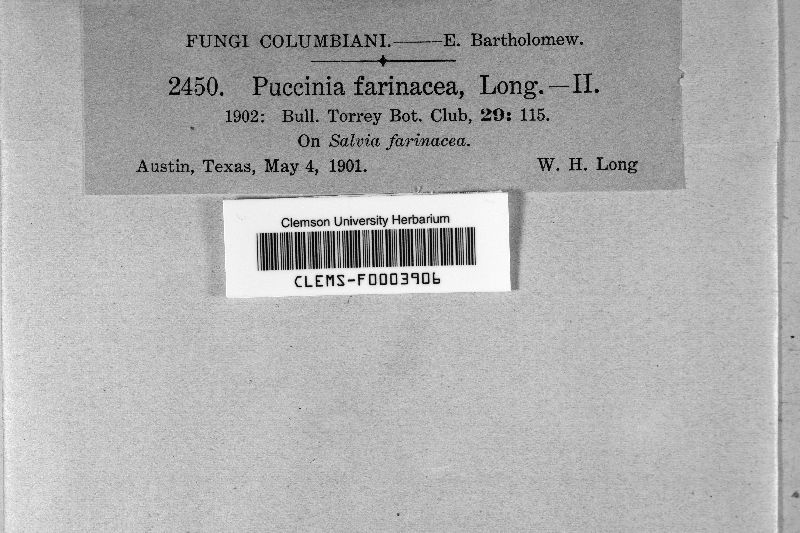 FUNGI COLUMBIANI.——E. Bartholomew.
2450. Puccinia farinacea, Long.—II.
1902: Bull. Torrey Bot. Club, 29: 115.
On Salvia farinacea.
Austin, Texas, May 4, 1901. W. H. Long
Clemson University Herbarium
CLEMS-F0003906